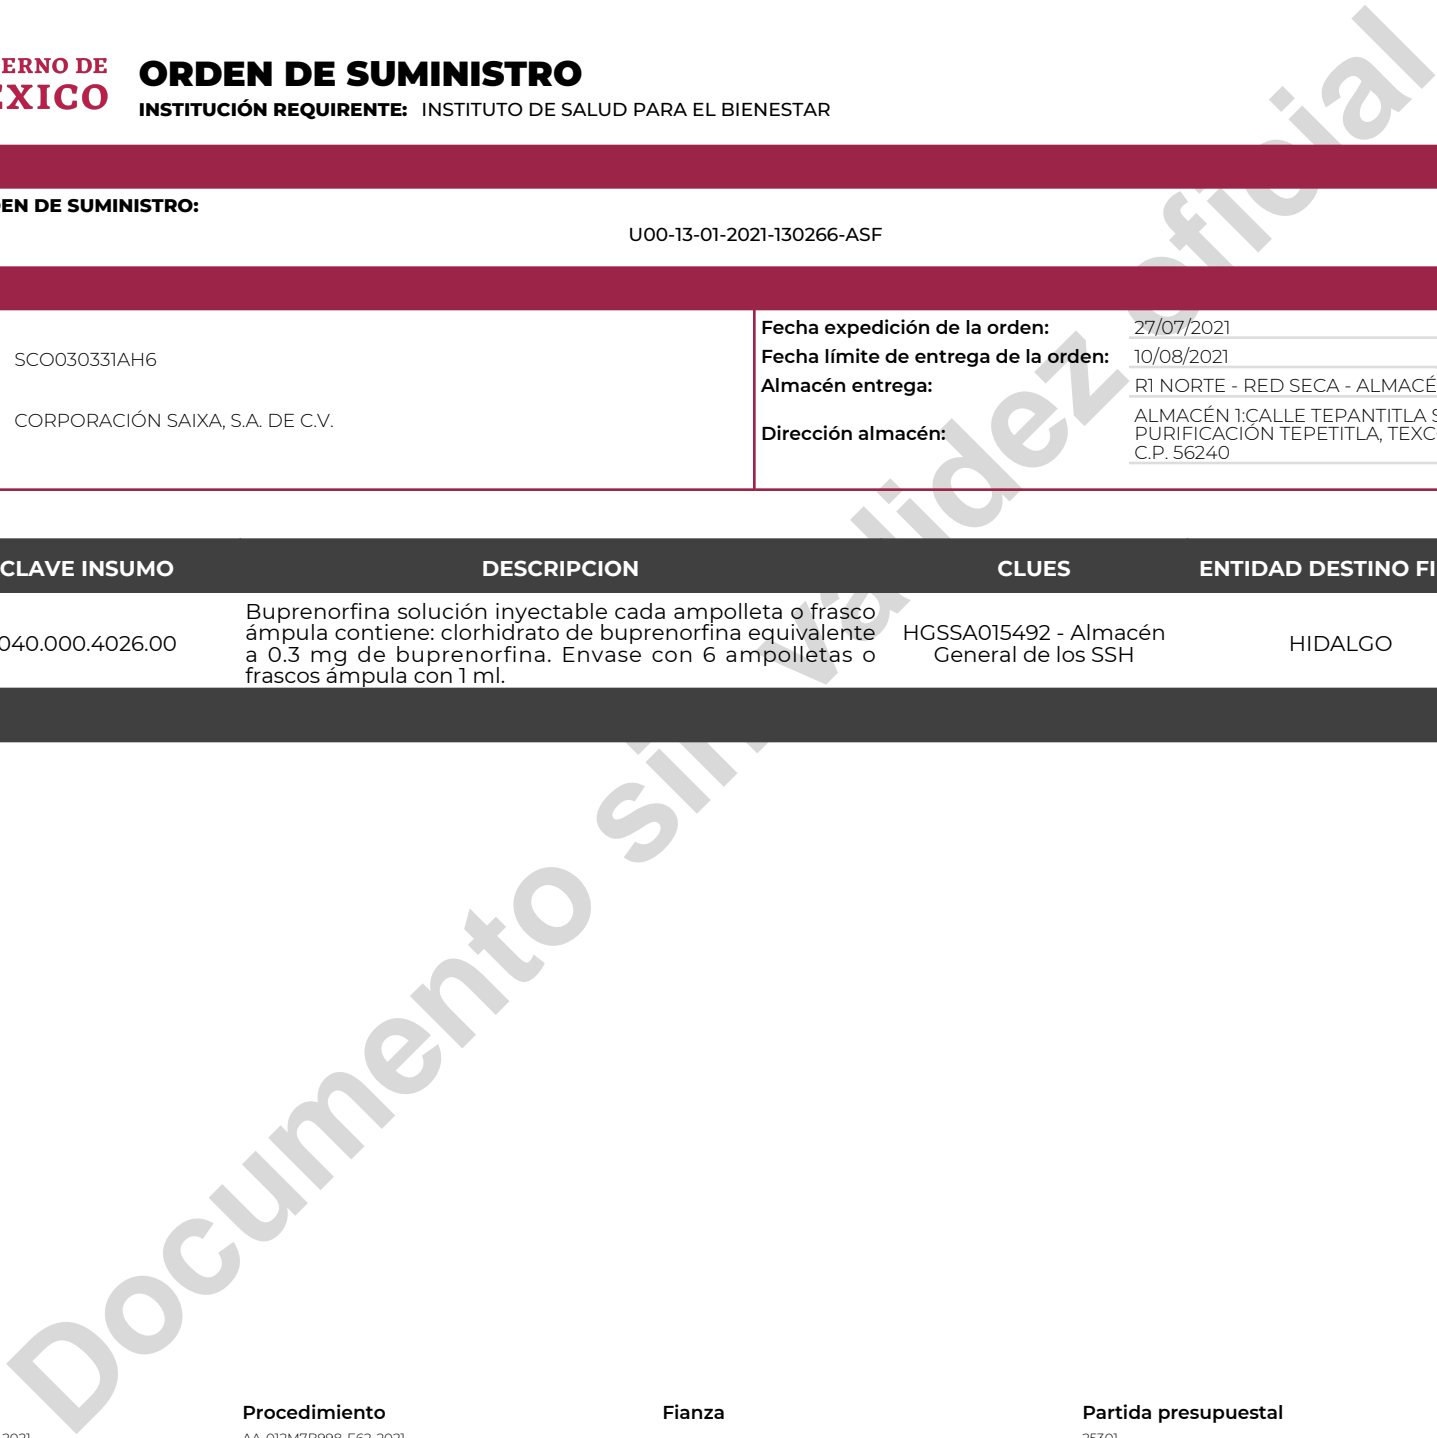 ERNO DE
EXICO
ORDEN DE SUMINISTRO
INSTITUCIÓN REQUIRENTE: INSTITUTO DE SALUD PARA EL BIENESTAR
EN DE SUMINISTRO:
U00-13-01-2021-130266-ASF
SCO030331AH6
CORPORACIÓN SAIXA, S.A. DE C.V.
Fecha expedición de la orden: 27/07/2021
Fecha límite de entrega de la orden: 10/08/2021
Almacén entrega: R1 NORTE - RED SECA - ALMACÉ
Dirección almacén: ALMACÉN 1:CALLE TEPANTITLA S
PURIFICACIÓN TEPETITLA, TEXC
C.P. 56240
CLAVE INSUMO DESCRIPCION CLUES ENTIDAD DESTINO FI
040.000.4026.00
Buprenorfina solución inyectable cada ampolleta o frasco
ámpula contiene: clorhidrato de buprenorfina equivalente
a 0.3 mg de buprenorfina. Envase con 6 ampolletas o
frascos ámpula con 1 ml.
HGSSA015492 - Almacén
General de los SSH
HIDALGO
Documento sin validez oficial
Procedimiento Fianza Partida presupuestal